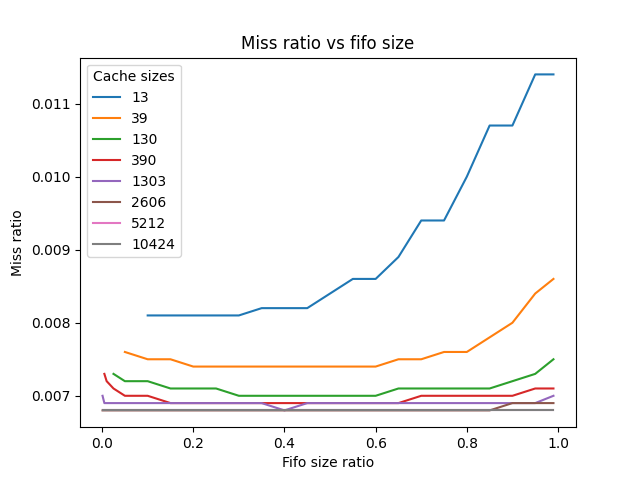 Miss ratio vs fifo size
Cache sizes
13
39
130
390
1303
2606
5212
10424
0.011
0.010
0.009
0.008
0.007
Miss ratio
0.0 0.2 0.4 0.6 0.8 1.0
Fifo size ratio